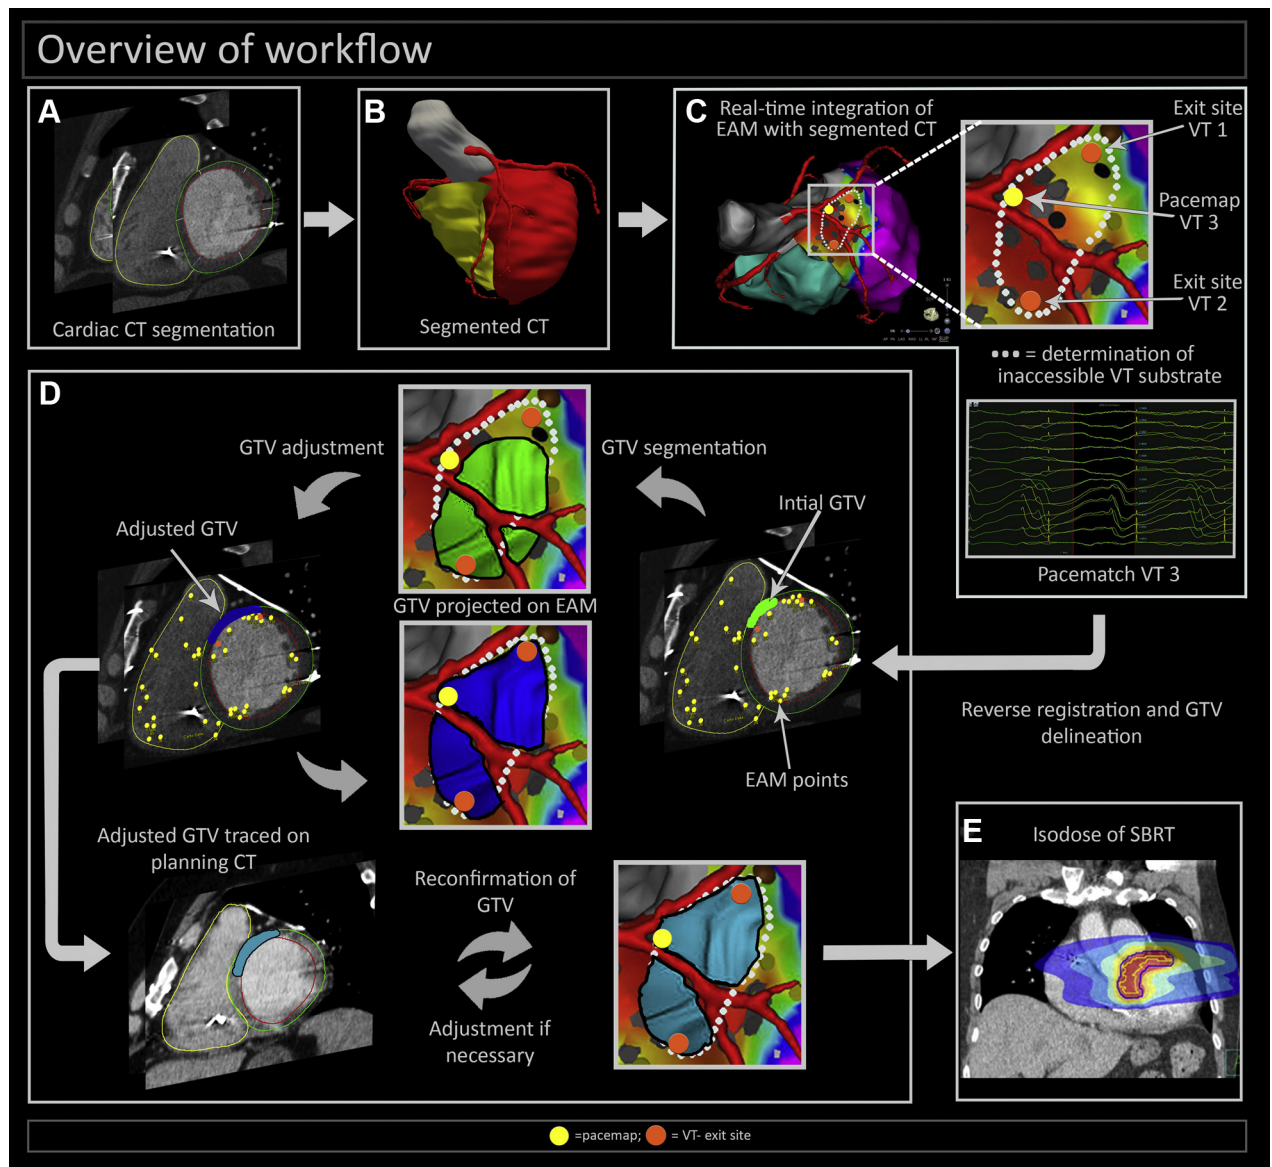 Overview of workflow
A
Cardiac CT segmentation
B
Segmented CT
C
Real-time integration of
EAM with segmented CT
Exit site
VT 1
Pacemap
VT 3
Exit site
VT 2
= determination of
inaccessible VT substrate
Pacematch VT 3
Reverse registration and GTV
delineation
D
GTV adjustment
GTV segmentation
Adjusted GTV
Intial GTV
GTV projected on EAM
EAM points
Adjusted GTV traced on
planning CT
Reconfirmation of
GTV
Adjustment if
necessary
E
Isodose of SBRT
=pacemap;
= VT- exit site